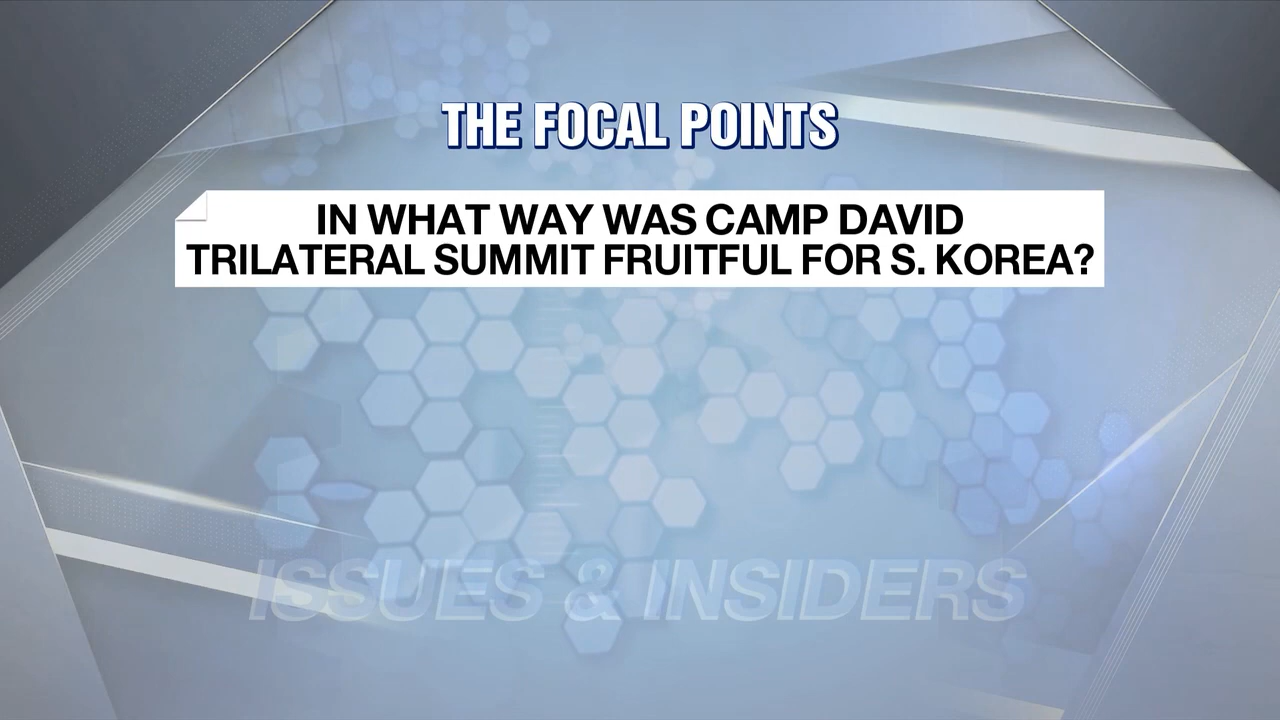 THE FOCAL POINTS
IN WHAT WAY WAS CAMP DAVID
TRILATERAL SUMMIT FRUITFUL FOR S. KOREA?
ISSUES & INSIDERS